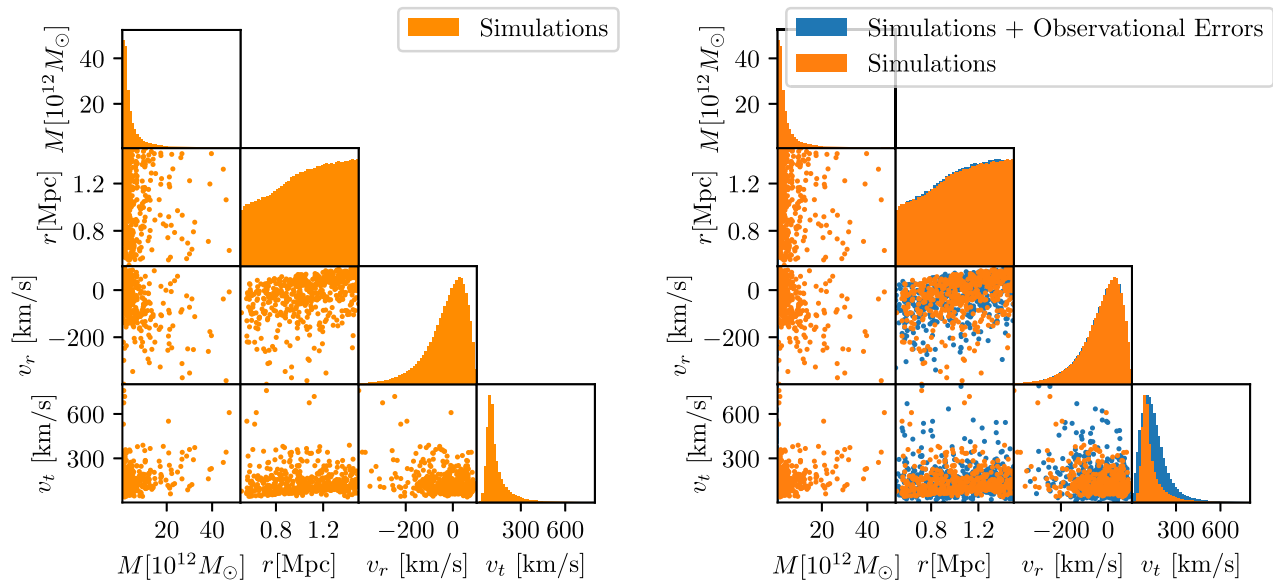 Simulations
M[10^{12}M_⊙]
40
20
r[Mpc]
1.2
0.8
v_r [km/s]
0
−200
v_t [km/s]
600
300
20 40 0.8 1.2 −200 0 300 600
M[10^{12}M_⊙] r[Mpc] v_r [km/s] v_t [km/s]
Simulations + Observational Errors
Simulations
M[10^{12}M_⊙]
40
20
r[Mpc]
1.2
0.8
v_r [km/s]
0
−200
v_t [km/s]
600
300
20 40 0.8 1.2 −200 0 300 600
M[10^{12}M_⊙] r[Mpc] v_r [km/s] v_t [km/s]